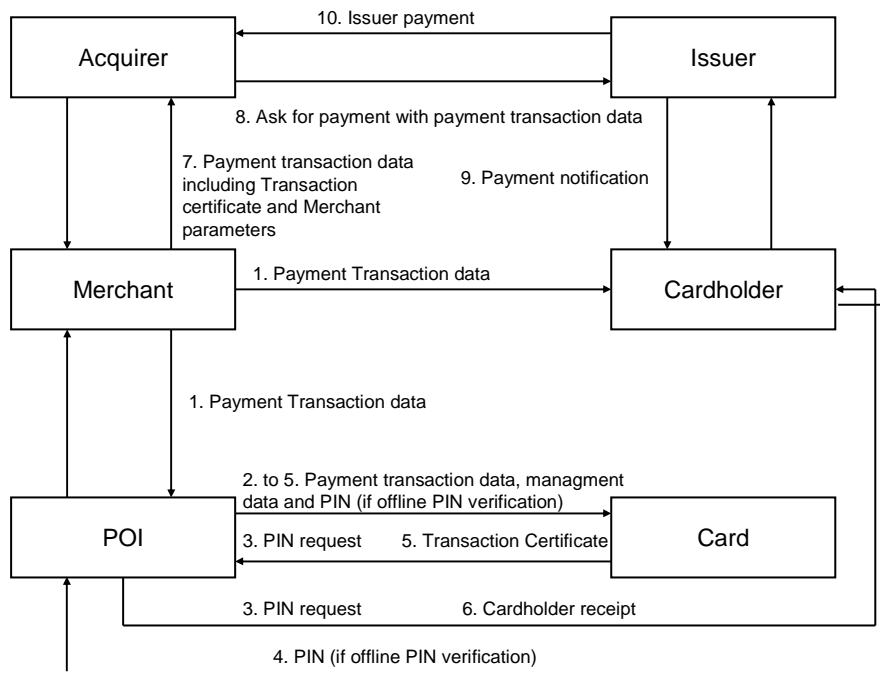 10. Issuer payment
Acquirer
Issuer
8. Ask for payment with payment transaction data
7. Payment transaction data
including Transaction
certificate and Merchant
parameters
9. Payment notification
Merchant
1. Payment Transaction data
Cardholder
1. Payment Transaction data
2. to 5. Payment transaction data, managment
data and PIN (if offline PIN verification)
POI
3. PIN request
5. Transaction Certificate
Card
3. PIN request
6. Cardholder receipt
4. PIN (if offline PIN verification)